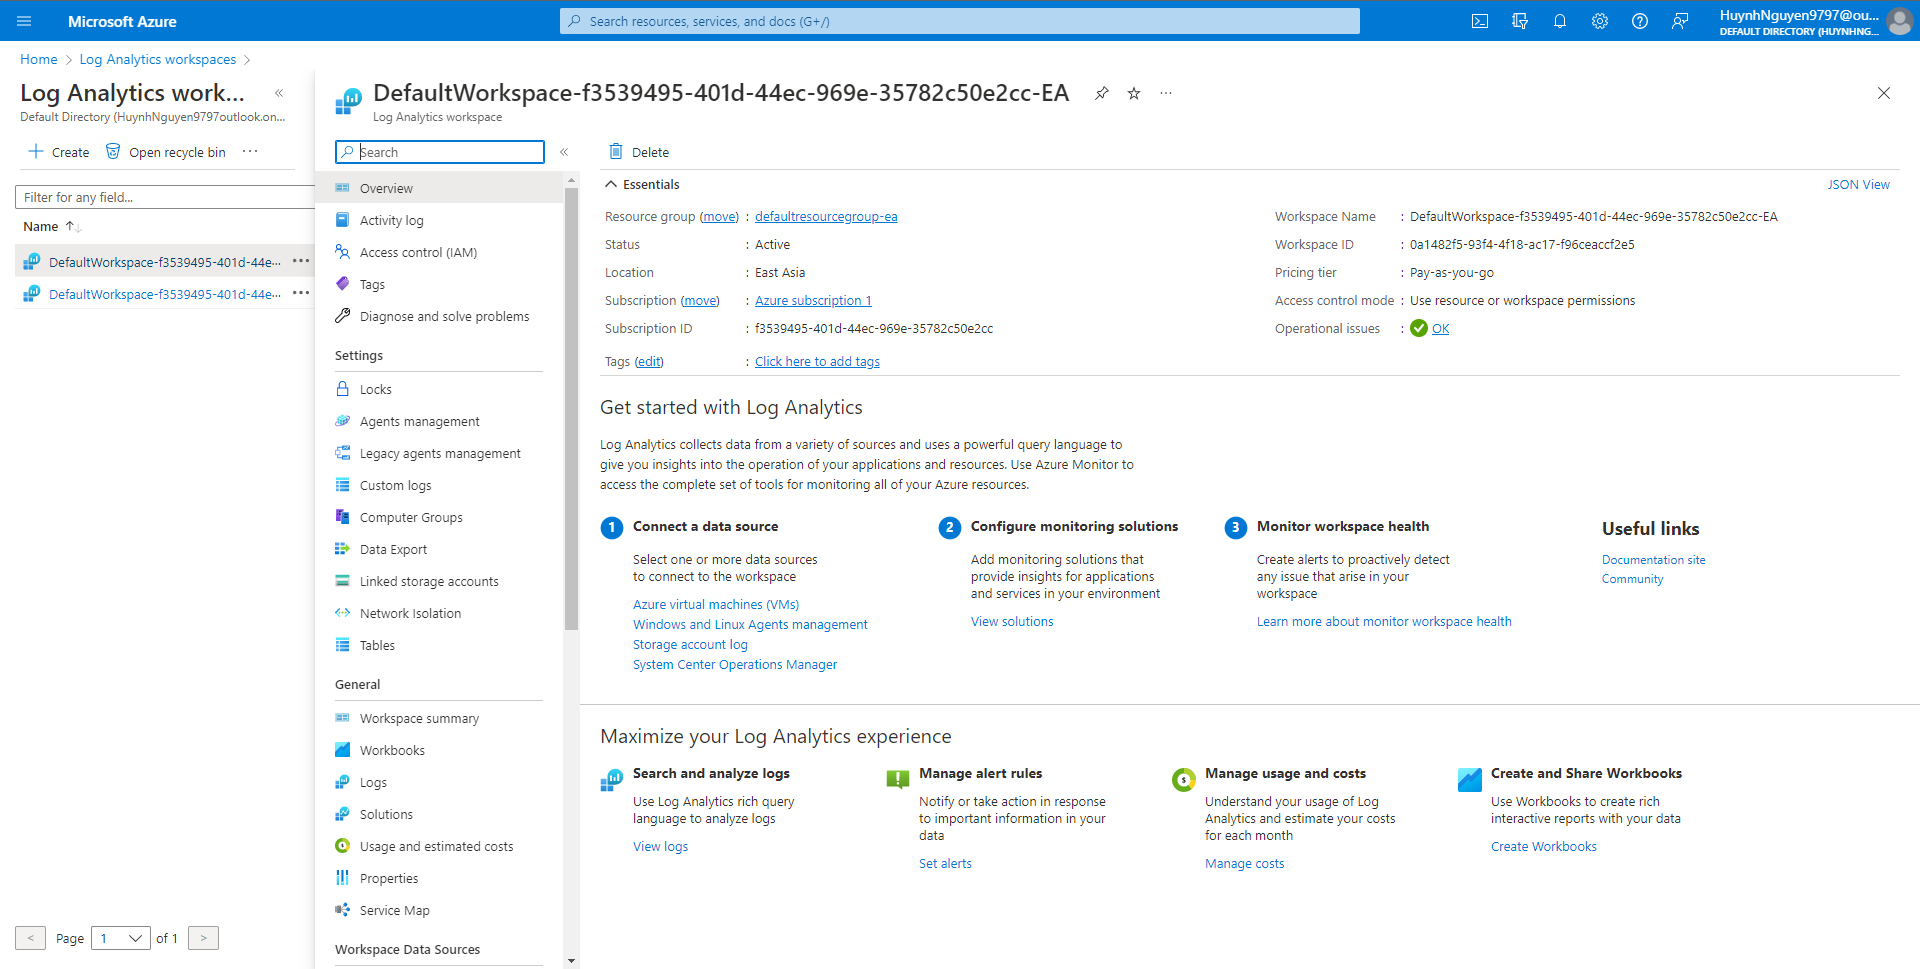 Microsoft Azure
Search resources, services, and docs (G+/)
HuynhNguyen9797@ou...
DEFAULT DIRECTORY (HUYNHNG...
Home > Log Analytics workspaces >
Log Analytics work...
Default Directory (HuynhNguyen9797outlook.on...
Create
Open recycle bin
Filter for any field...
Name
DefaultWorkspace-f3539495-401d-44e...
DefaultWorkspace-f3539495-401d-44e...
< Page 1 of 1 >
DefaultWorkspace-f3539495-401d-44ec-969e-35782c50e2cc-EA
Log Analytics workspace
Search
Overview
Activity log
Access control (IAM)
Tags
Diagnose and solve problems
Settings
Locks
Agents management
Legacy agents management
Custom logs
Computer Groups
Data Export
Linked storage accounts
Network Isolation
Tables
General
Workspace summary
Workbooks
Logs
Solutions
Usage and estimated costs
Properties
Service Map
Workspace Data Sources
Delete
Essentials
JSON View
Resource group (move) : defaultresourcegroup-ea
Status : Active
Location : East Asia
Subscription (move) : Azure subscription 1
Subscription ID : f3539495-401d-44ec-969e-35782c50e2cc
Tags (edit) : Click here to add tags
Workspace Name : DefaultWorkspace-f3539495-401d-44ec-969e-35782c50e2cc-EA
Workspace ID : 0a1482f5-93f4-4f18-ac17-f96ceaccf2e5
Pricing tier : Pay-as-you-go
Access control mode : Use resource or workspace permissions
Operational issues : OK
Get started with Log Analytics
Log Analytics collects data from a variety of sources and uses a powerful query language to
give you insights into the operation of your applications and resources. Use Azure Monitor to
access the complete set of tools for monitoring all of your Azure resources.
1 Connect a data source
Select one or more data sources
to connect to the workspace
Azure virtual machines (VMs)
Windows and Linux Agents management
Storage account log
System Center Operations Manager
2 Configure monitoring solutions
Add monitoring solutions that
provide insights for applications
and services in your environment
View solutions
3 Monitor workspace health
Create alerts to proactively detect
any issue that arise in your
workspace
Learn more about monitor workspace health
Useful links
Documentation site
Community
Maximize your Log Analytics experience
Search and analyze logs
Use Log Analytics rich query
language to analyze logs
View logs
Manage alert rules
Notify or take action in response
to important information in your
data
Set alerts
Manage usage and costs
Understand your usage of Log
Analytics and estimate your costs
for each month
Manage costs
Create and Share Workbooks
Use Workbooks to create rich
interactive reports with your data
Create Workbooks